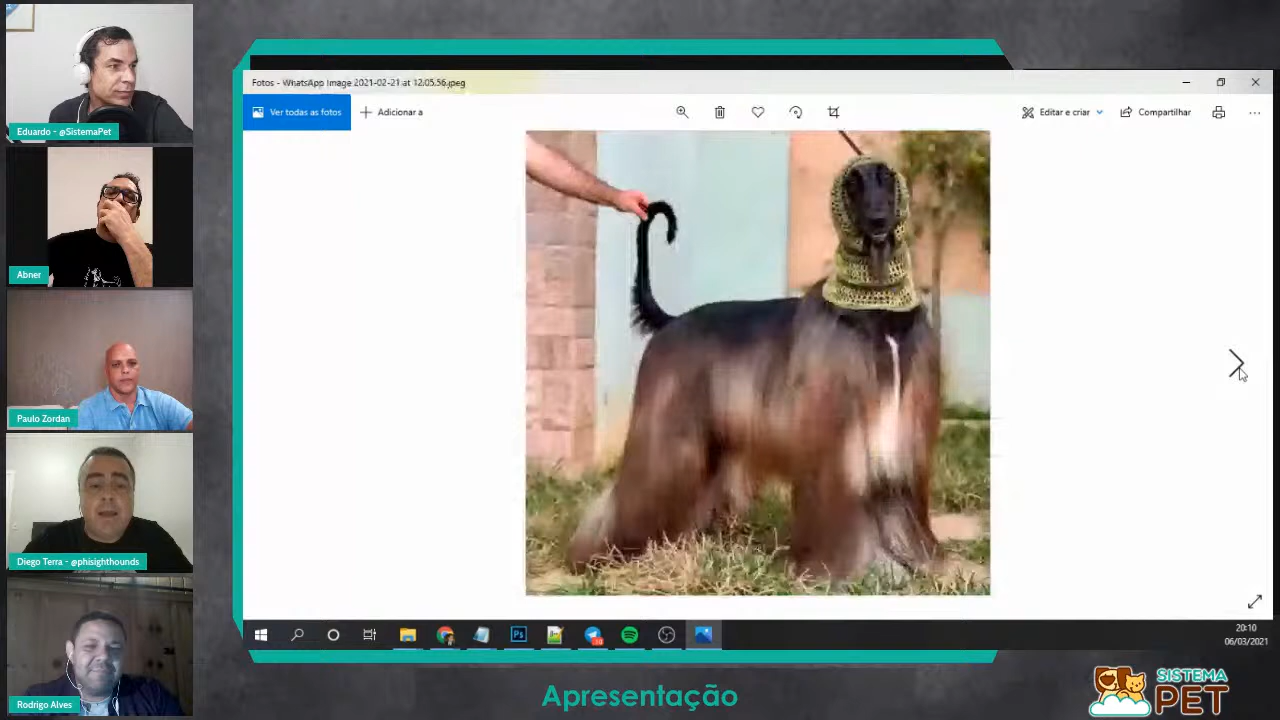 Eduardo - @SistemaPet
Abner
Paulo Zordan
Diego Terra - @phisighthounds
Rodrigo Alves
Fotos - WhatsApp Image 2021-02-21 at 12.05.56.jpeg
Ver todas as fotos
Adicionar a
Editar e criar
Compartilhar
Ps
20:10
06/03/2021
Apresentação
SISTEMA
PET